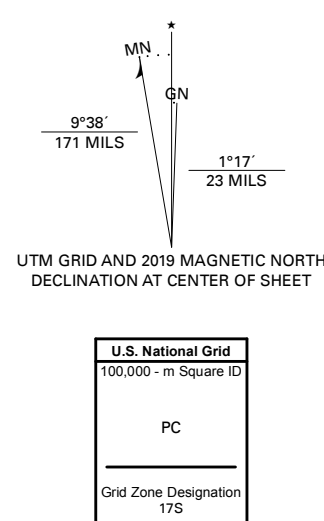 MN
GN
9°38´
171 MILS
1°17´
23 MILS
UTM GRID AND 2019 MAGNETIC NORTH
DECLINATION AT CENTER OF SHEET
U.S. National Grid
100,000 - m Square ID
PC
Grid Zone Designation
17S